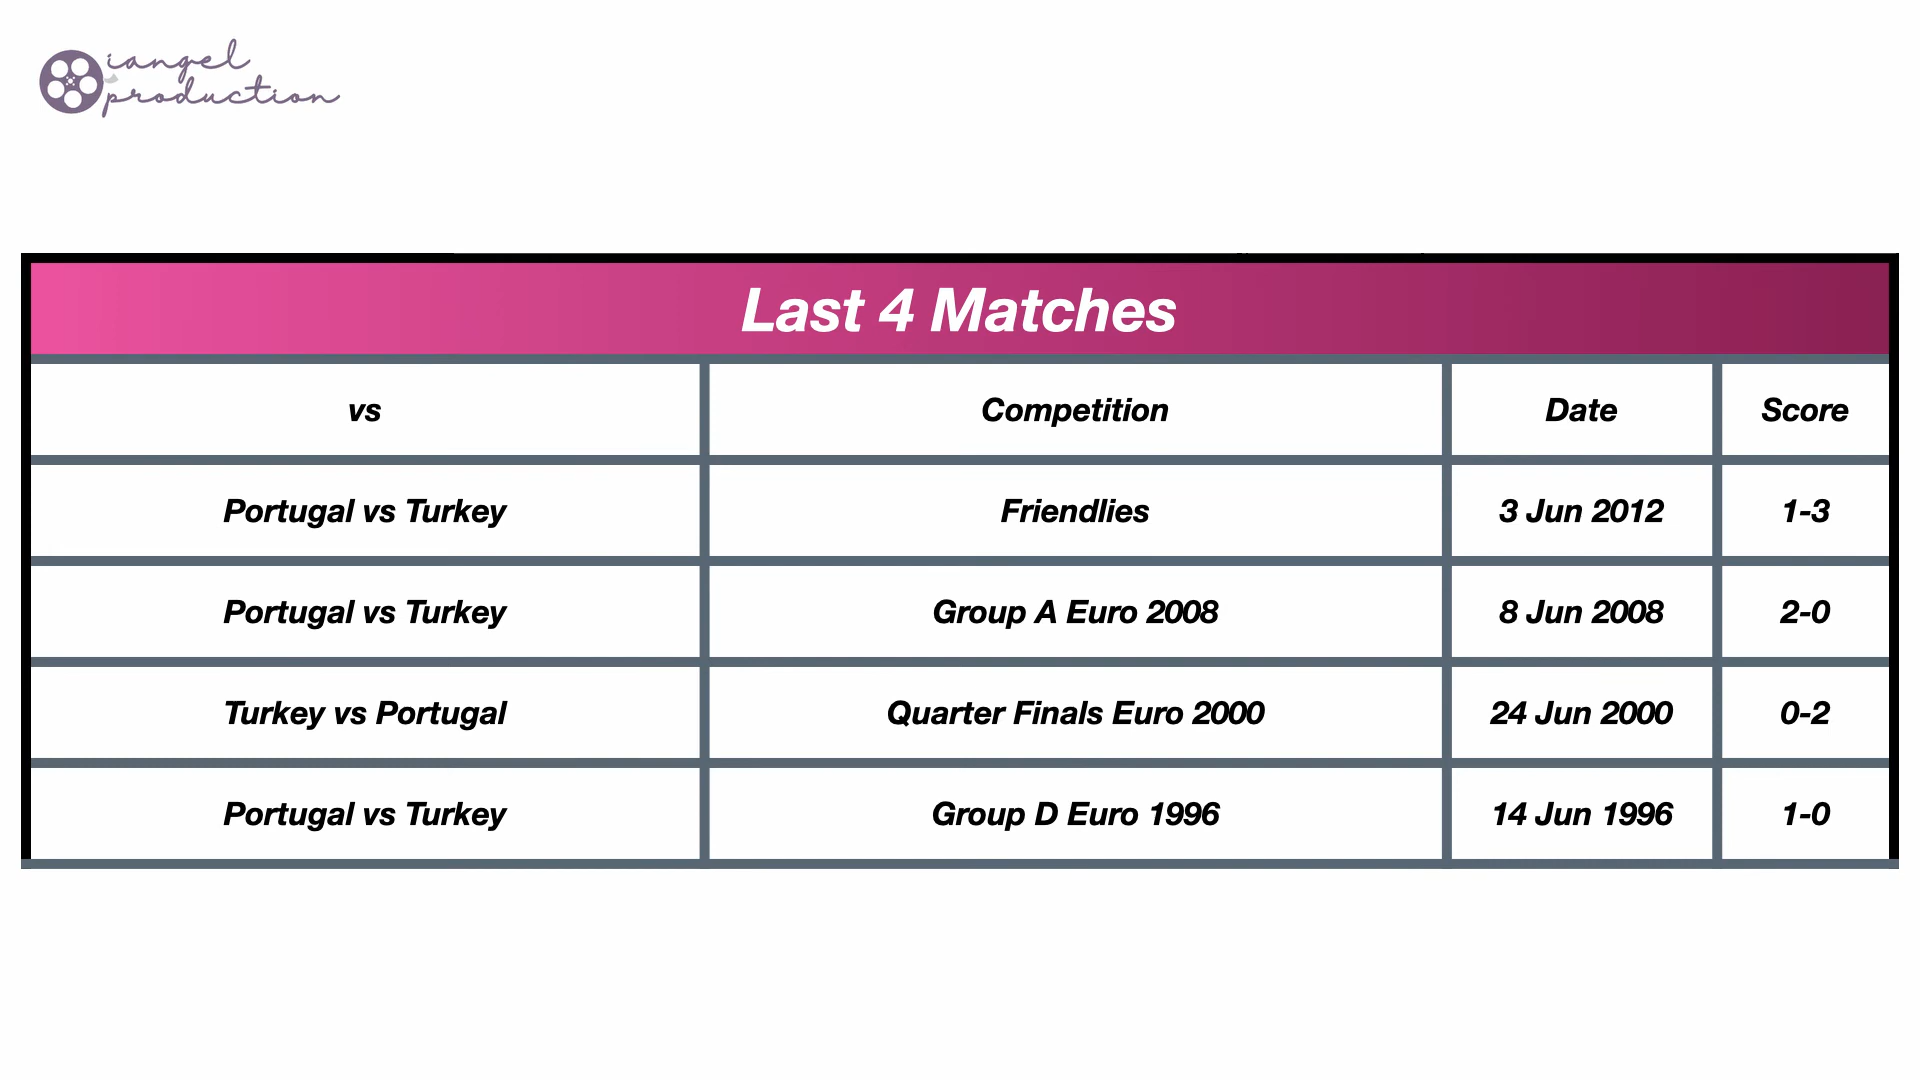 iangel
production
Last 4 Matches
vs Competition Date Score
Portugal vs Turkey Friendlies 3 Jun 2012 1-3
Portugal vs Turkey Group A Euro 2008 8 Jun 2008 2-0
Turkey vs Portugal Quarter Finals Euro 2000 24 Jun 2000 0-2
Portugal vs Turkey Group D Euro 1996 14 Jun 1996 1-0